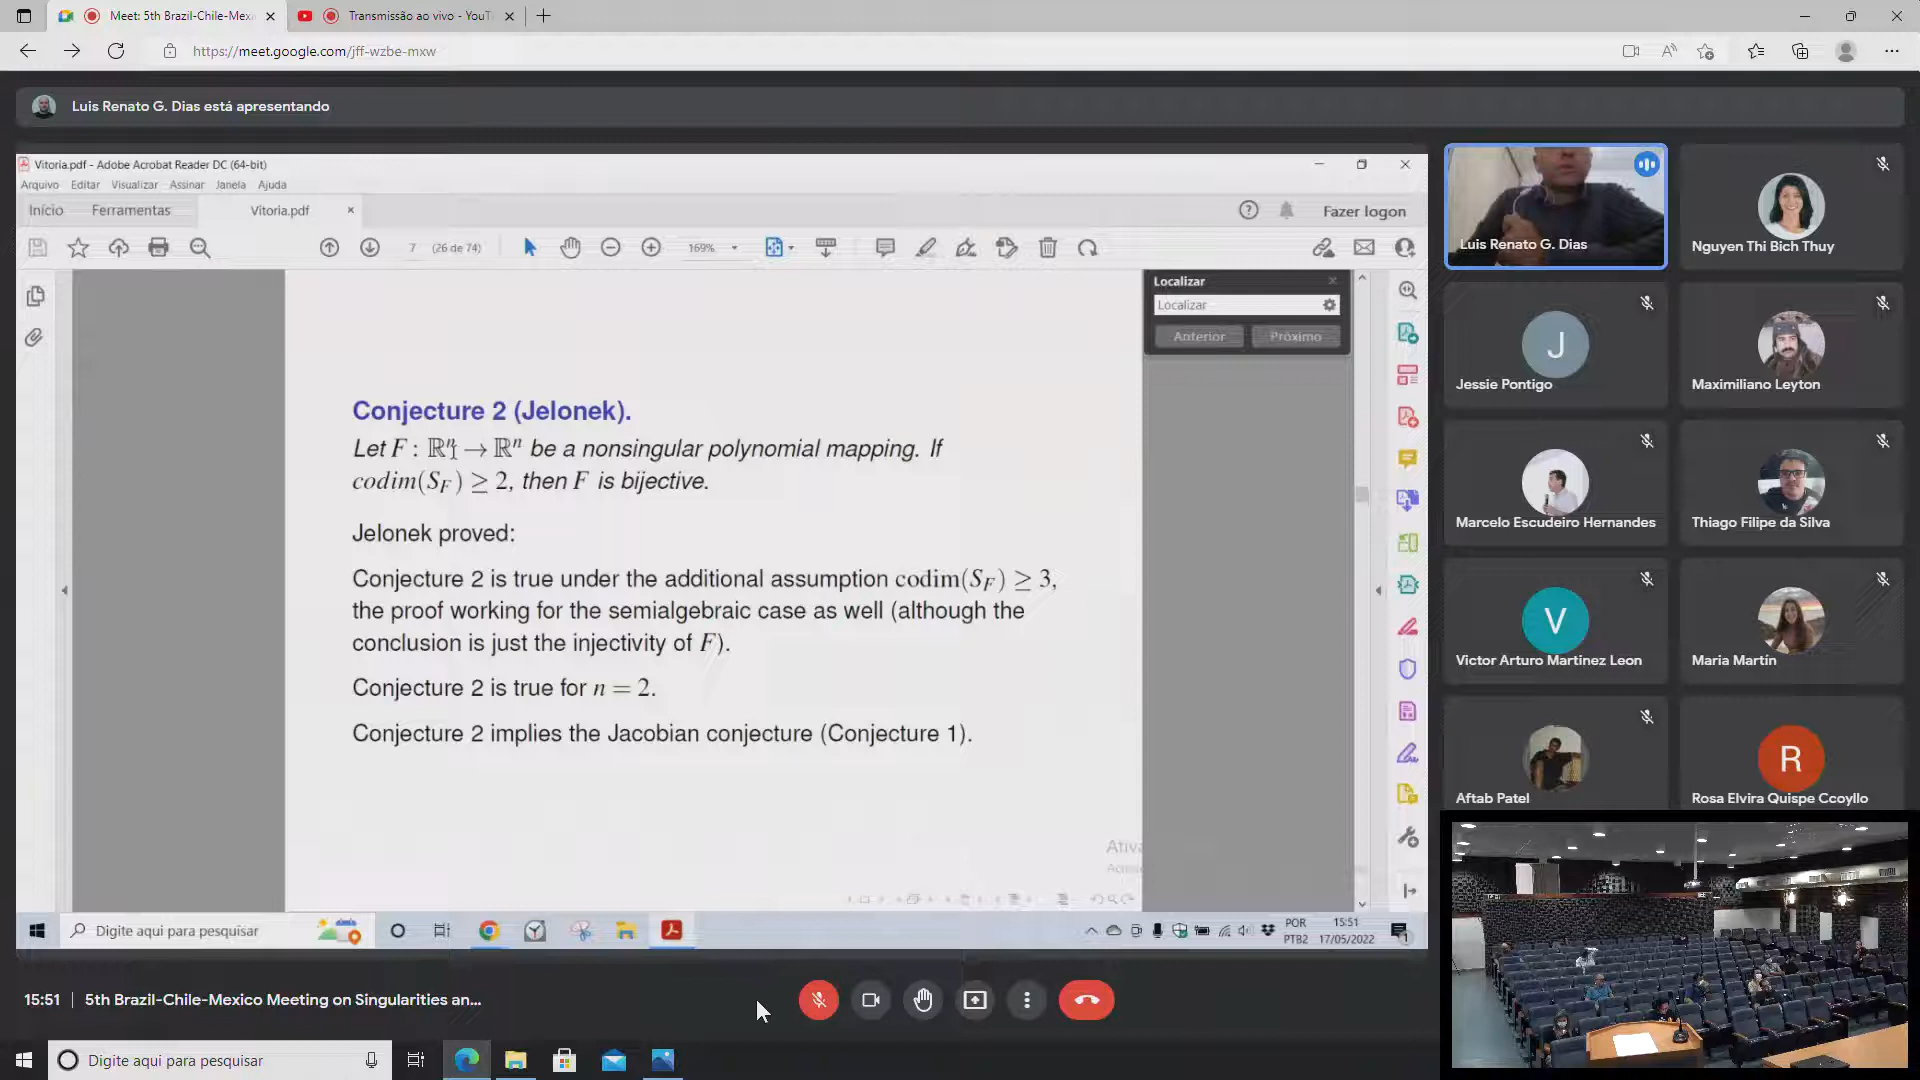 Meet: 5th Brazil-Chile-Mexi
Transmissão ao vivo - YouT
https://meet.google.com/jff-wzbe-mxw
Luis Renato G. Dias está apresentando
Vitoria.pdf - Adobe Acrobat Reader DC (64-bit)
Arquivo Editar Visualizar Assinar Janela Ajuda
Início Ferramentas Vitoria.pdf Fazer logon
7 (26 de 74) 169%
Localizar
Localizar
Anterior Próximo
Conjecture 2 (Jelonek).
Let F : ℝⁿ → ℝⁿ be a nonsingular polynomial mapping. If
codim(S_F) ≥ 2, then F is bijective.
Jelonek proved:
Conjecture 2 is true under the additional assumption codim(S_F) ≥ 3,
the proof working for the semialgebraic case as well (although the
conclusion is just the injectivity of F).
Conjecture 2 is true for n = 2.
Conjecture 2 implies the Jacobian conjecture (Conjecture 1).
Digite aqui para pesquisar
POR
PTB2
15:51
17/05/2022
1
Luis Renato G. Dias
Nguyen Thi Bich Thuy
J
Jessie Pontigo
Maximiliano Leyton
Marcelo Escudeiro Hernandes
Thiago Filipe da Silva
V
Victor Arturo Martinez Leon
Maria Martín
Aftab Patel
R
Rosa Elvira Quispe Ccoyllo
15:51 | 5th Brazil-Chile-Mexico Meeting on Singularities an...
Digite aqui para pesquisar